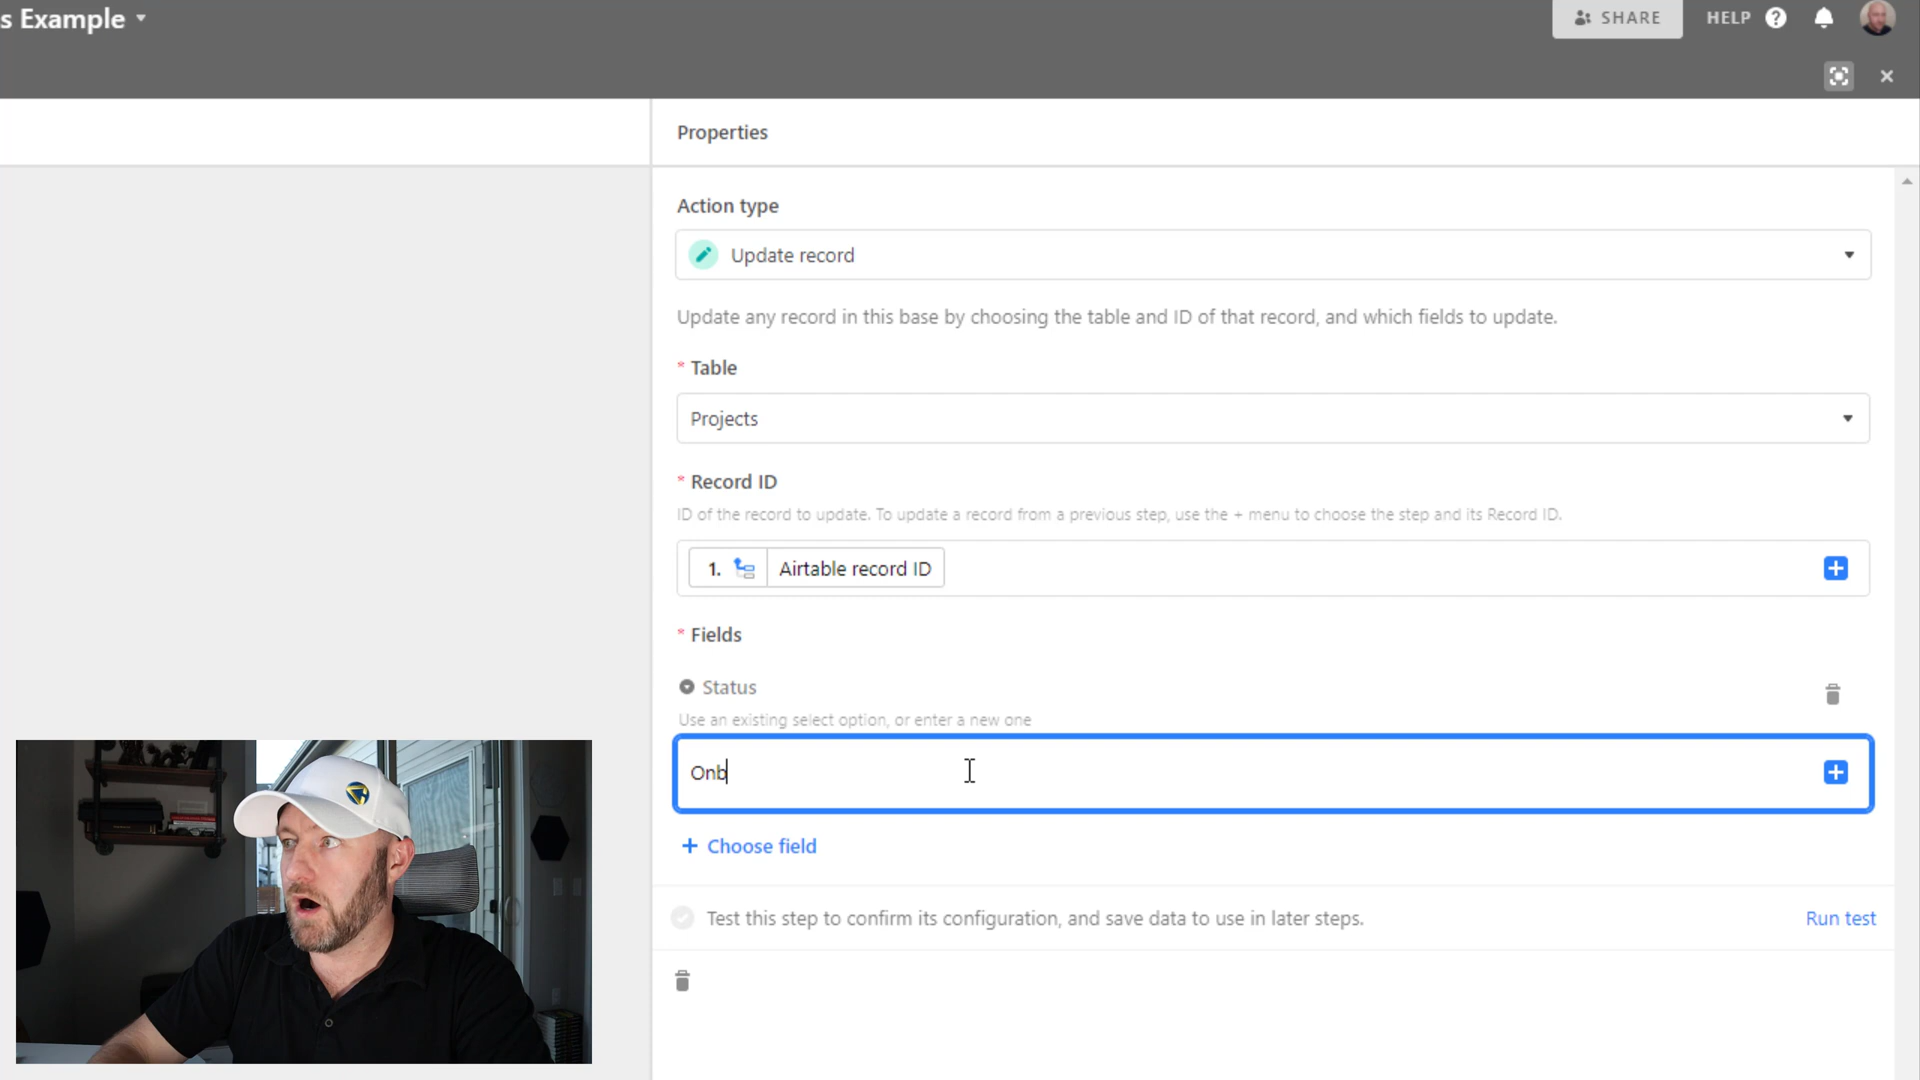 s Example
SHARE
HELP
Properties
Action type
Update record
Update any record in this base by choosing the table and ID of that record, and which fields to update.
* Table
Projects
* Record ID
ID of the record to update. To update a record from a previous step, use the + menu to choose the step and its Record ID.
1. Airtable record ID
* Fields
Status
Use an existing select option, or enter a new one
Onb
+ Choose field
Test this step to confirm its configuration, and save data to use in later steps.
Run test